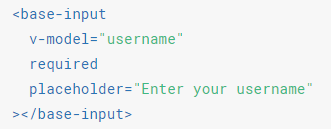 <base-input
  v-model="username"
  required
  placeholder="Enter your username"
></base-input>